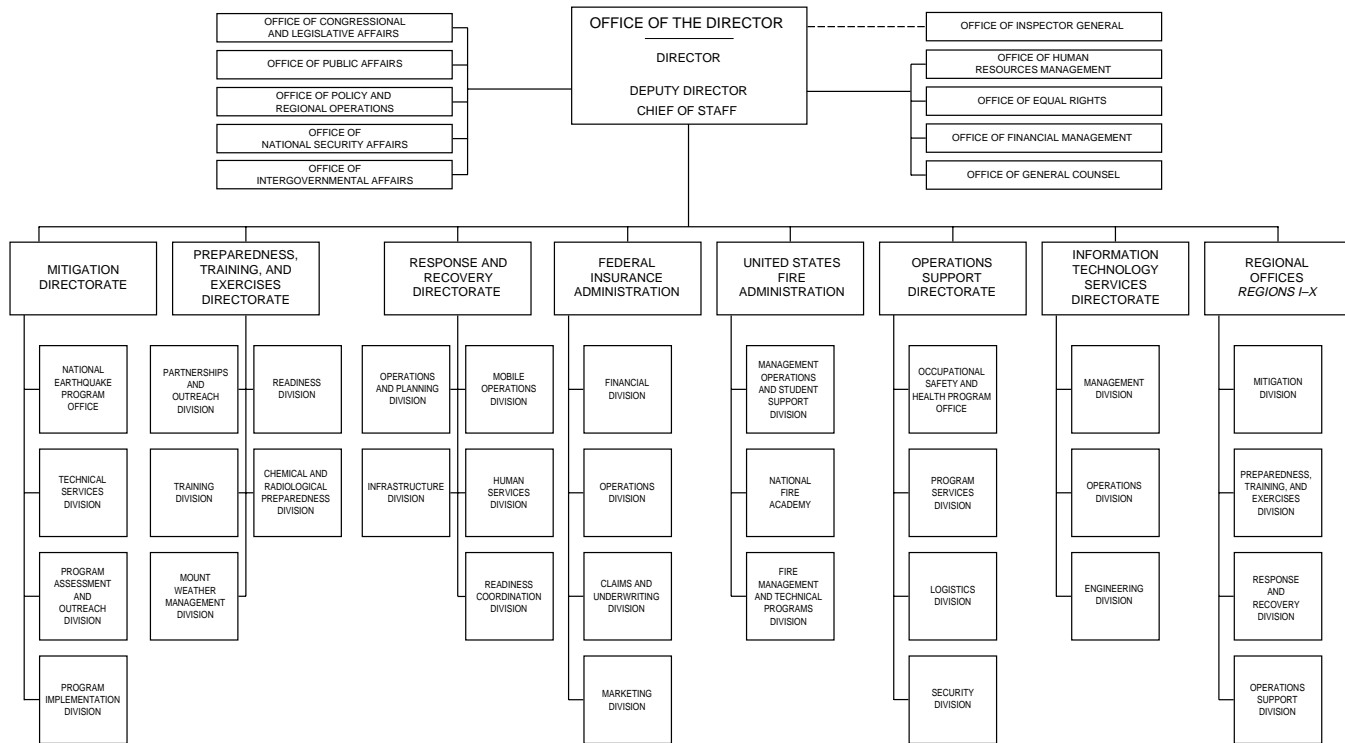 OFFICE OF CONGRESSIONAL
AND LEGISLATIVE AFFAIRS
OFFICE OF PUBLIC AFFAIRS
OFFICE OF POLICY AND
REGIONAL OPERATIONS
OFFICE OF
NATIONAL SECURITY AFFAIRS
OFFICE OF
INTERGOVERNMENTAL AFFAIRS
OFFICE OF THE DIRECTOR
DIRECTOR
DEPUTY DIRECTOR
CHIEF OF STAFF
OFFICE OF INSPECTOR GENERAL
OFFICE OF HUMAN
RESOURCES MANAGEMENT
OFFICE OF EQUAL RIGHTS
OFFICE OF FINANCIAL MANAGEMENT
OFFICE OF GENERAL COUNSEL
MITIGATION
DIRECTORATE
NATIONAL
EARTHQUAKE
PROGRAM
OFFICE
TECHNICAL
SERVICES
DIVISION
PROGRAM
ASSESSMENT
AND
OUTREACH
DIVISION
PROGRAM
IMPLEMENTATION
DIVISION
PREPAREDNESS,
TRAINING, AND
EXERCISES
DIRECTORATE
PARTNERSHIPS
AND
OUTREACH
DIVISION
READINESS
DIVISION
TRAINING
DIVISION
CHEMICAL AND
RADIOLOGICAL
PREPAREDNESS
DIVISION
MOUNT
WEATHER
MANAGEMENT
DIVISION
RESPONSE AND
RECOVERY
DIRECTORATE
OPERATIONS
AND PLANNING
DIVISION
MOBILE
OPERATIONS
DIVISION
INFRASTRUCTURE
DIVISION
HUMAN
SERVICES
DIVISION
READINESS
COORDINATION
DIVISION
FEDERAL
INSURANCE
ADMINISTRATION
FINANCIAL
DIVISION
OPERATIONS
DIVISION
CLAIMS AND
UNDERWRITING
DIVISION
MARKETING
DIVISION
UNITED STATES
FIRE
ADMINISTRATION
MANAGEMENT
OPERATIONS
AND STUDENT
SUPPORT
DIVISION
NATIONAL
FIRE
ACADEMY
FIRE
MANAGEMENT
AND TECHNICAL
PROGRAMS
DIVISION
OPERATIONS
SUPPORT
DIRECTORATE
OCCUPATIONAL
SAFETY AND
HEALTH PROGRAM
OFFICE
PROGRAM
SERVICES
DIVISION
LOGISTICS
DIVISION
SECURITY
DIVISION
INFORMATION
TECHNOLOGY
SERVICES
DIRECTORATE
MANAGEMENT
DIVISION
OPERATIONS
DIVISION
ENGINEERING
DIVISION
REGIONAL
OFFICES
REGIONS I–X
MITIGATION
DIVISION
PREPAREDNESS,
TRAINING, AND
EXERCISES
DIVISION
RESPONSE
AND
RECOVERY
DIVISION
OPERATIONS
SUPPORT
DIVISION